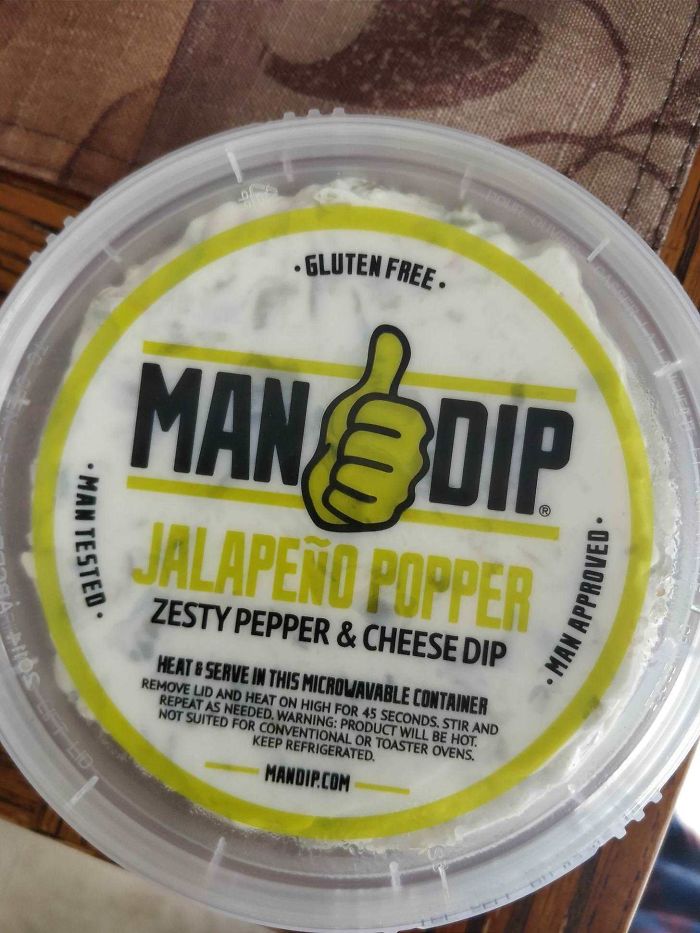 · GLUTEN FREE ·
MAN DIP®
JALAPEÑO POPPER
ZESTY PEPPER & CHEESE DIP
· MAN TESTED ·
· MAN APPROVED ·
HEAT & SERVE IN THIS MICROWAVABLE CONTAINER
REMOVE LID AND HEAT ON HIGH FOR 45 SECONDS. STIR AND
REPEAT AS NEEDED. WARNING: PRODUCT WILL BE HOT.
NOT SUITED FOR CONVENTIONAL OR TOASTER OVENS.
KEEP REFRIGERATED.
MANDIP.COM